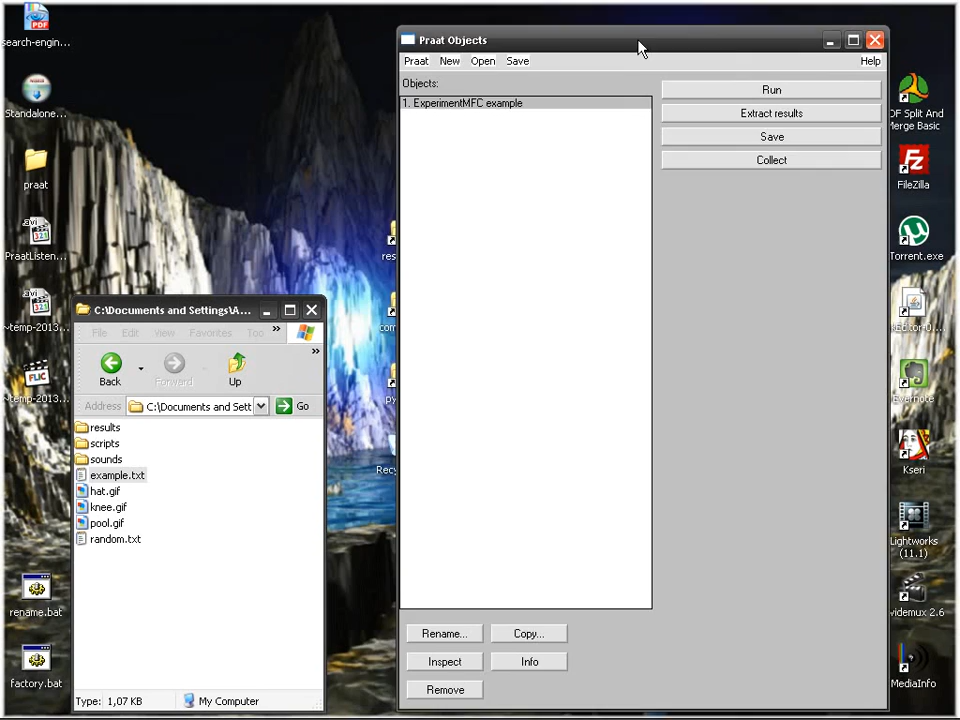 search-engin...
Standalone...
praat
PraatListen...
~temp-2013...
~temp-2013...
rename.bat
factory.bat
Praat Objects
Praat New Open Save Help
Objects:
1. ExperimentMFC example
Run
Extract results
Save
Collect
Rename... Copy...
Inspect Info
Remove
C:\Documents and Settings\A...
File Edit View Favorites Too »
Back Forward Up »
Address C:\Documents and Sett Go
results
scripts
sounds
example.txt
hat.gif
knee.gif
pool.gif
random.txt
Type: 1,07 KB My Computer
res
com
py
Recy
DF Split And
Merge Basic
FileZilla
Torrent.exe
Evernote
Kseri
Lightworks
(11.1)
videmux 2.6
MediaInfo